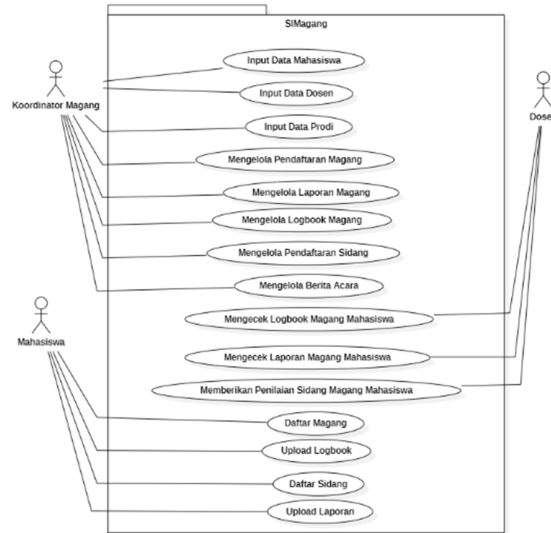 SIMagang
Input Data Mahasiswa
Koordinator Magang
Input Data Dosen
Dose
Input Data Prodi
Mengelola Pendaftaran Magang
Mengelola Laporan Magang
Mengelola Logbook Magang
Mengelola Pendaftaran Sidang
Mengelola Berita Acara
Mengecek Logbook Magang Mahasiswa
Mahasiswa
Mengecek Laporan Magang Mahasiswa
Memberikan Penilaian Sidang Magang Mahasiswa
Daftar Magang
Upload Logbook
Daftar Sidang
Upload Laporan